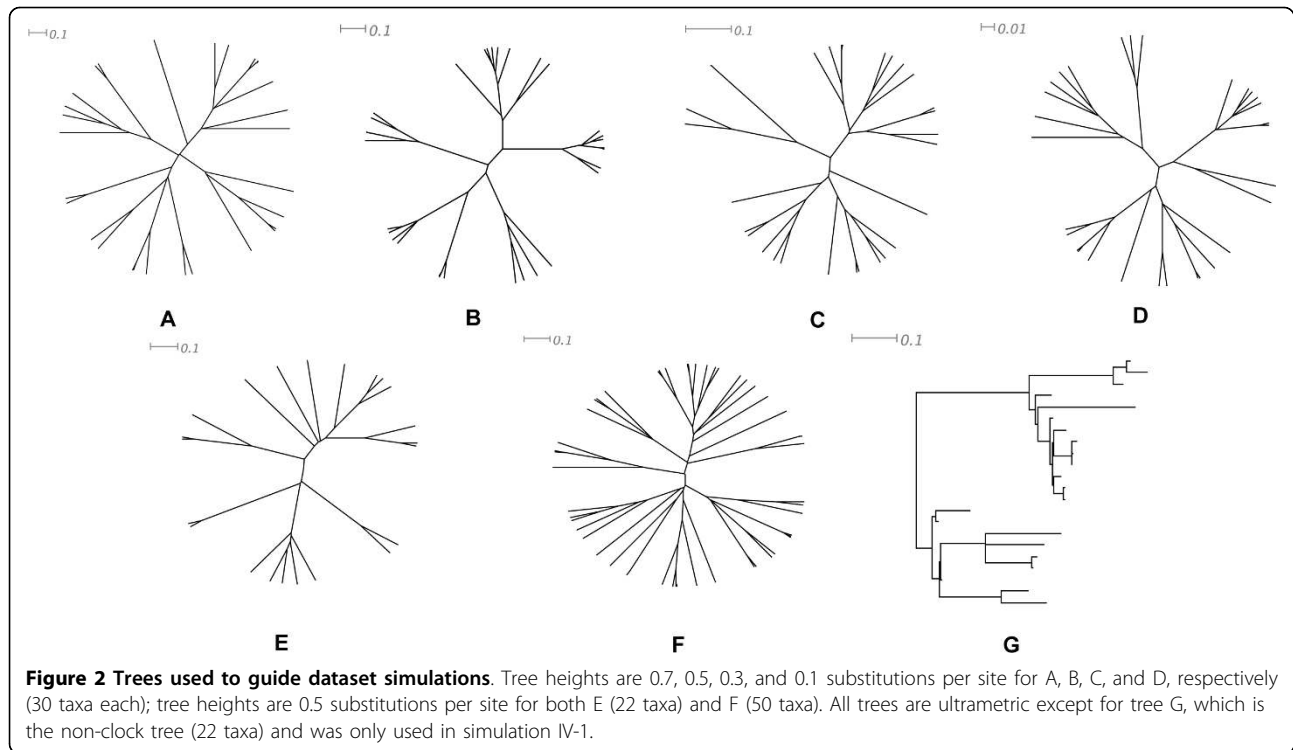 0.1
0.1
0.1
0.01
A
B
C
D
0.1
0.1
0.1
E
F
G
Figure 2 Trees used to guide dataset simulations. Tree heights are 0.7, 0.5, 0.3, and 0.1 substitutions per site for A, B, C, and D, respectively
(30 taxa each); tree heights are 0.5 substitutions per site for both E (22 taxa) and F (50 taxa). All trees are ultrametric except for tree G, which is
the non-clock tree (22 taxa) and was only used in simulation IV-1.